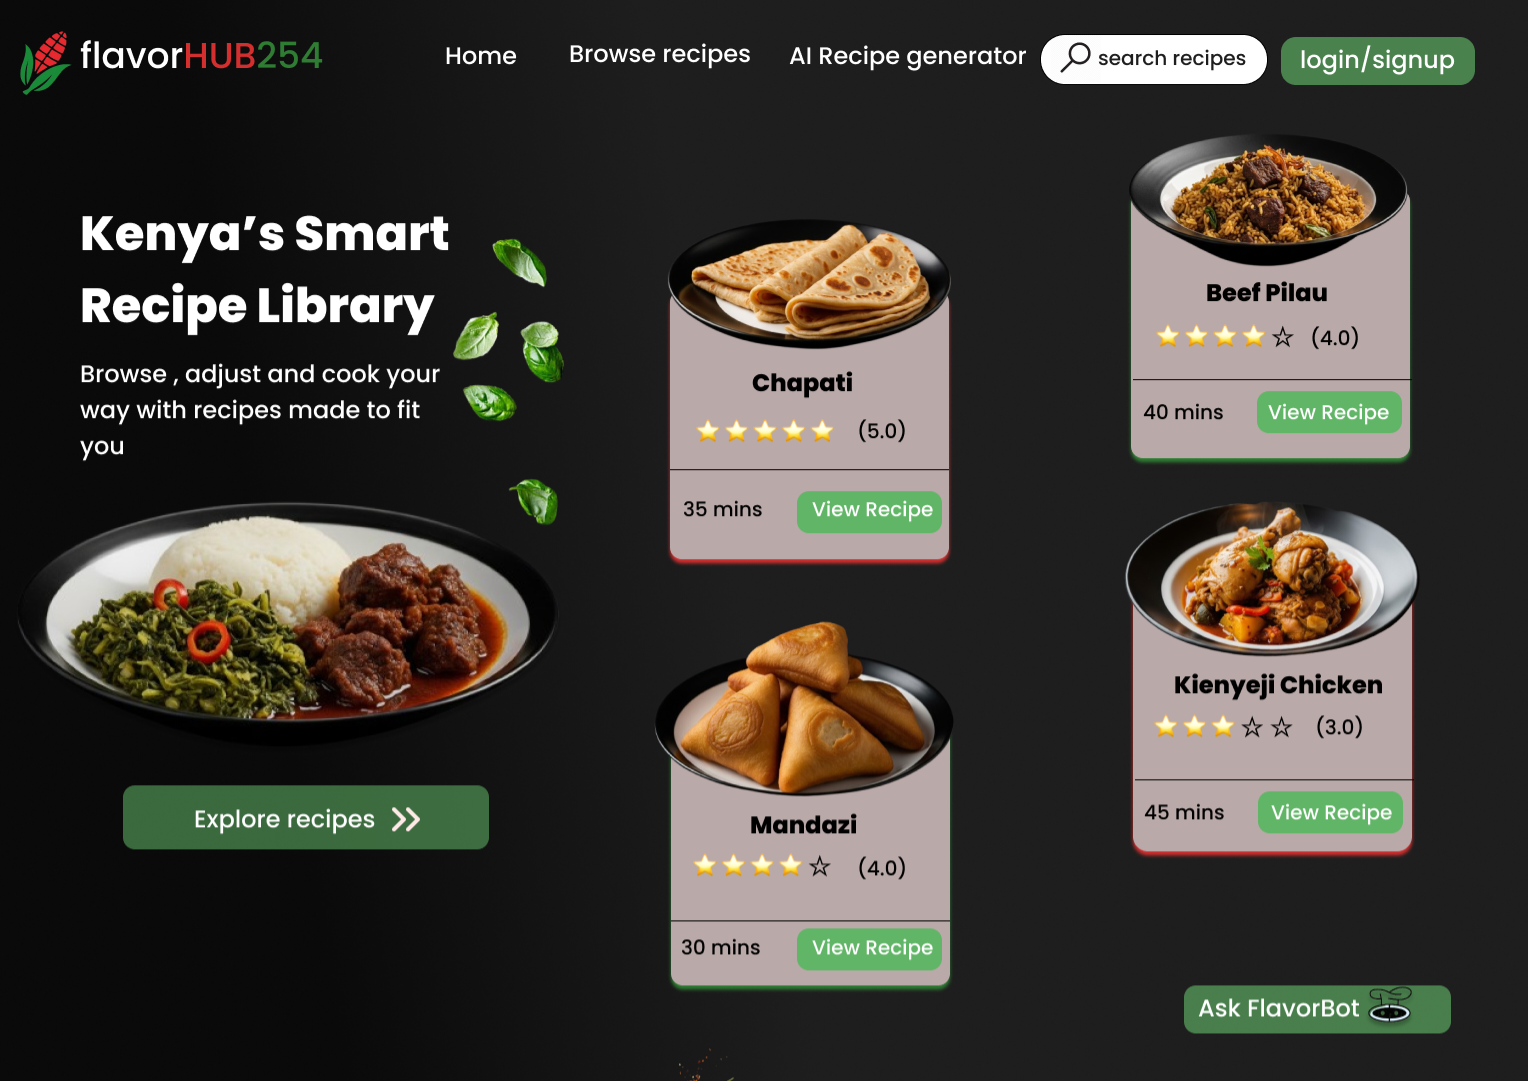 flavorHUB254
Home
Browse recipes
AI Recipe generator
search recipes
login/signup
Kenya’s Smart
Recipe Library
Browse , adjust and cook your
way with recipes made to fit
you
Explore recipes
Chapati
(5.0)
35 mins
View Recipe
Mandazi
(4.0)
30 mins
View Recipe
Beef Pilau
(4.0)
40 mins
View Recipe
Kienyeji Chicken
(3.0)
45 mins
View Recipe
Ask FlavorBot